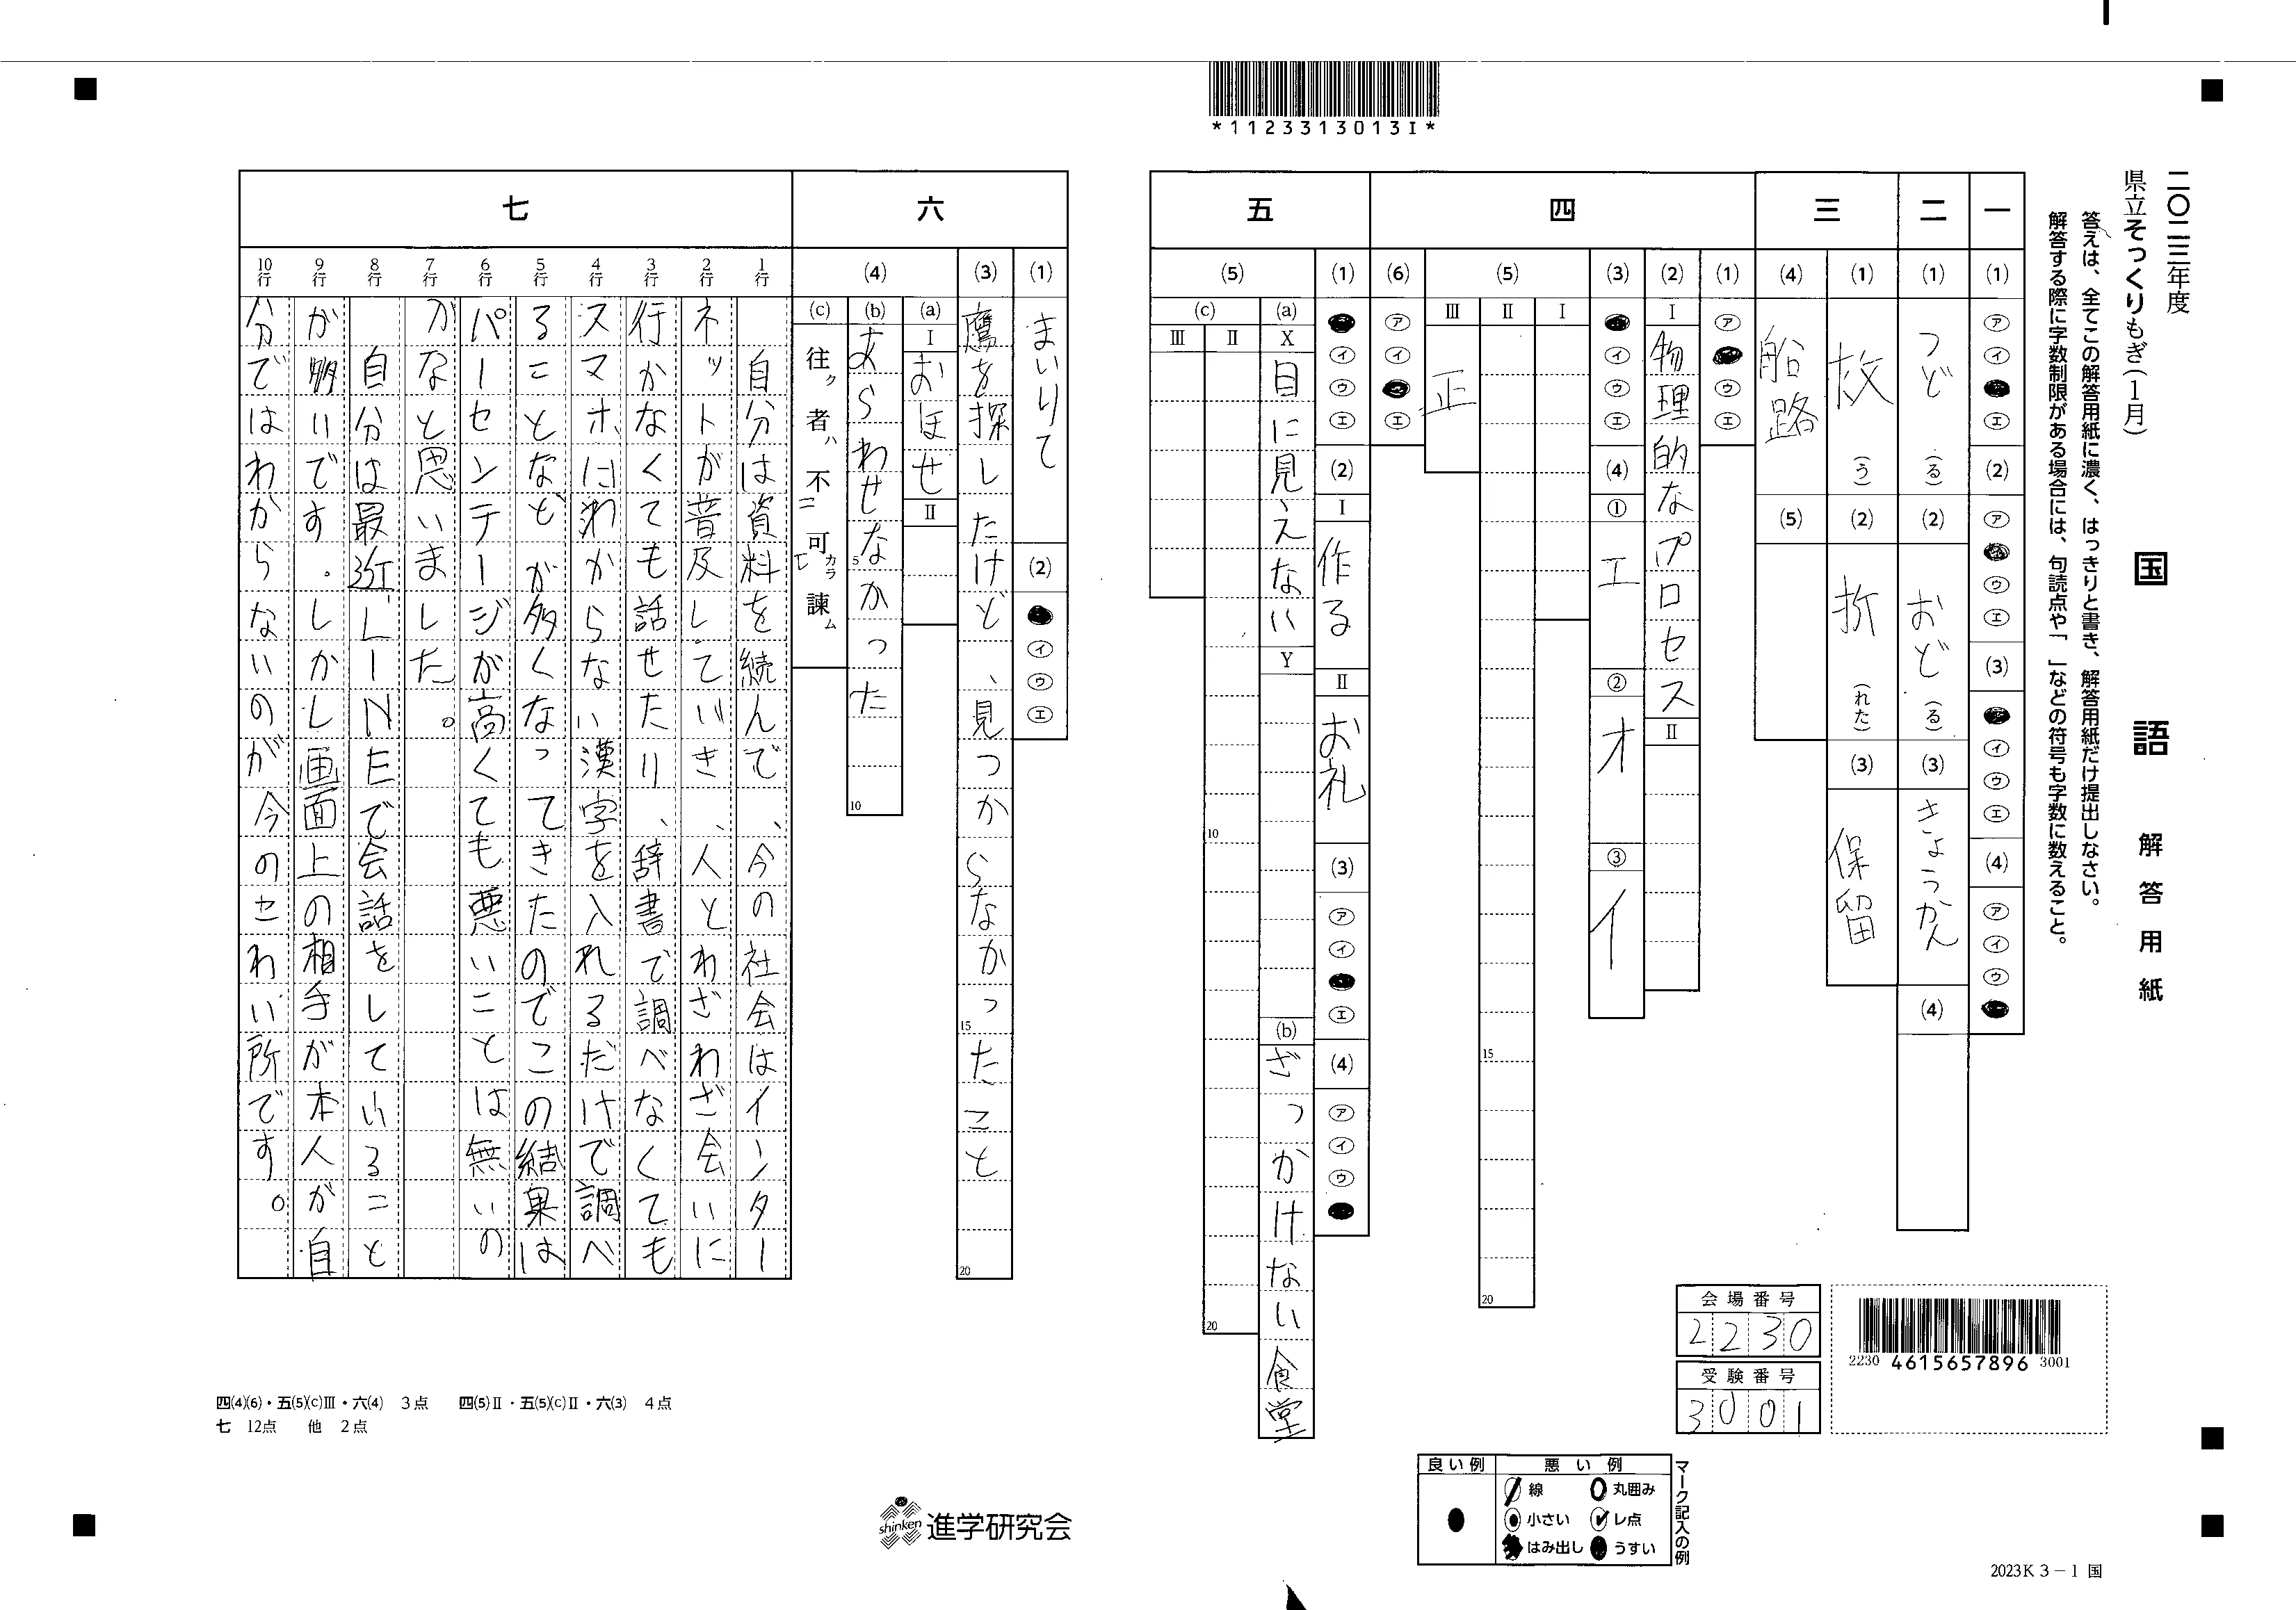 *1123313013I*
二〇二三年度
県立そっくりもぎ(1月)
国語 解答用紙
答えは、全てこの解答用紙に濃く、はっきりと書き、解答用紙だけ提出しなさい。
解答する際に字数制限がある場合には、句読点や「 」などの符号も字数に数えること。
一
(1) ア イ エ
(2) ア ウ エ
(3) イ ウ エ
(4) ア イ ウ
二
(1) つど (る)
(2) おど (る)
(3) きょうかん
(4)
三
(1) 枚 (う)
(2) 折 (れた)
(3) 保留
(4) 船路
(5)
四
(1) ア ウ エ
(2) Ⅰ 物理的なプロセス Ⅱ
(3) イ ウ エ
(4) ① エ ② オ ③ イ
(5) Ⅰ
Ⅱ 15 20
Ⅲ 正
(6) ア イ エ
五
(1) イ ウ エ
(2) Ⅰ 作る Ⅱ お礼
(3) ア イ エ
(4) ア イ ウ
(5) (a) X 目に見えない Y
(b) ざっかけない食堂
(c) Ⅱ 10 20
Ⅲ
六
(1) まいりて
(2) イ ウ エ
(3) 鷹を探したけど、見つからなかったこと 15 20
(4) (a) Ⅰ おほせ Ⅱ
(b) あらわせなかった 5 10
(c) 往ク者ハ不可カラ諫ム
七
1行 自分は資料を続んで、今の社会はインター
2行 ネットが普及していき、人とわざわざ会いに
3行 行かなくても話せたり、辞書で調べなくても
4行 スマホにわからない漢字を入れるだけで調べ
5行 ることなどが多くなってきたのでこの結果は
6行 パーセンテージが高くても悪いことは無いの
7行 がなと思いました。
8行 自分は最近LINEで会話をしていること
9行 が多いです。しかし画面上の相手が本人が自
10行 分ではわからないのが今のこわい所です。
会場番号
2230
受験番号
3001
2230 4615657896 3001
四(4)(6)・五(5)(c)Ⅲ・六(4) 3点 四(5)Ⅱ・五(5)(c)Ⅱ・六(3) 4点
七 12点 他 2点
shinken 進学研究会
マーク記入の例
良い例 悪い例
線 丸囲み
小さい レ点
はみ出し うすい
2023K 3-1 国